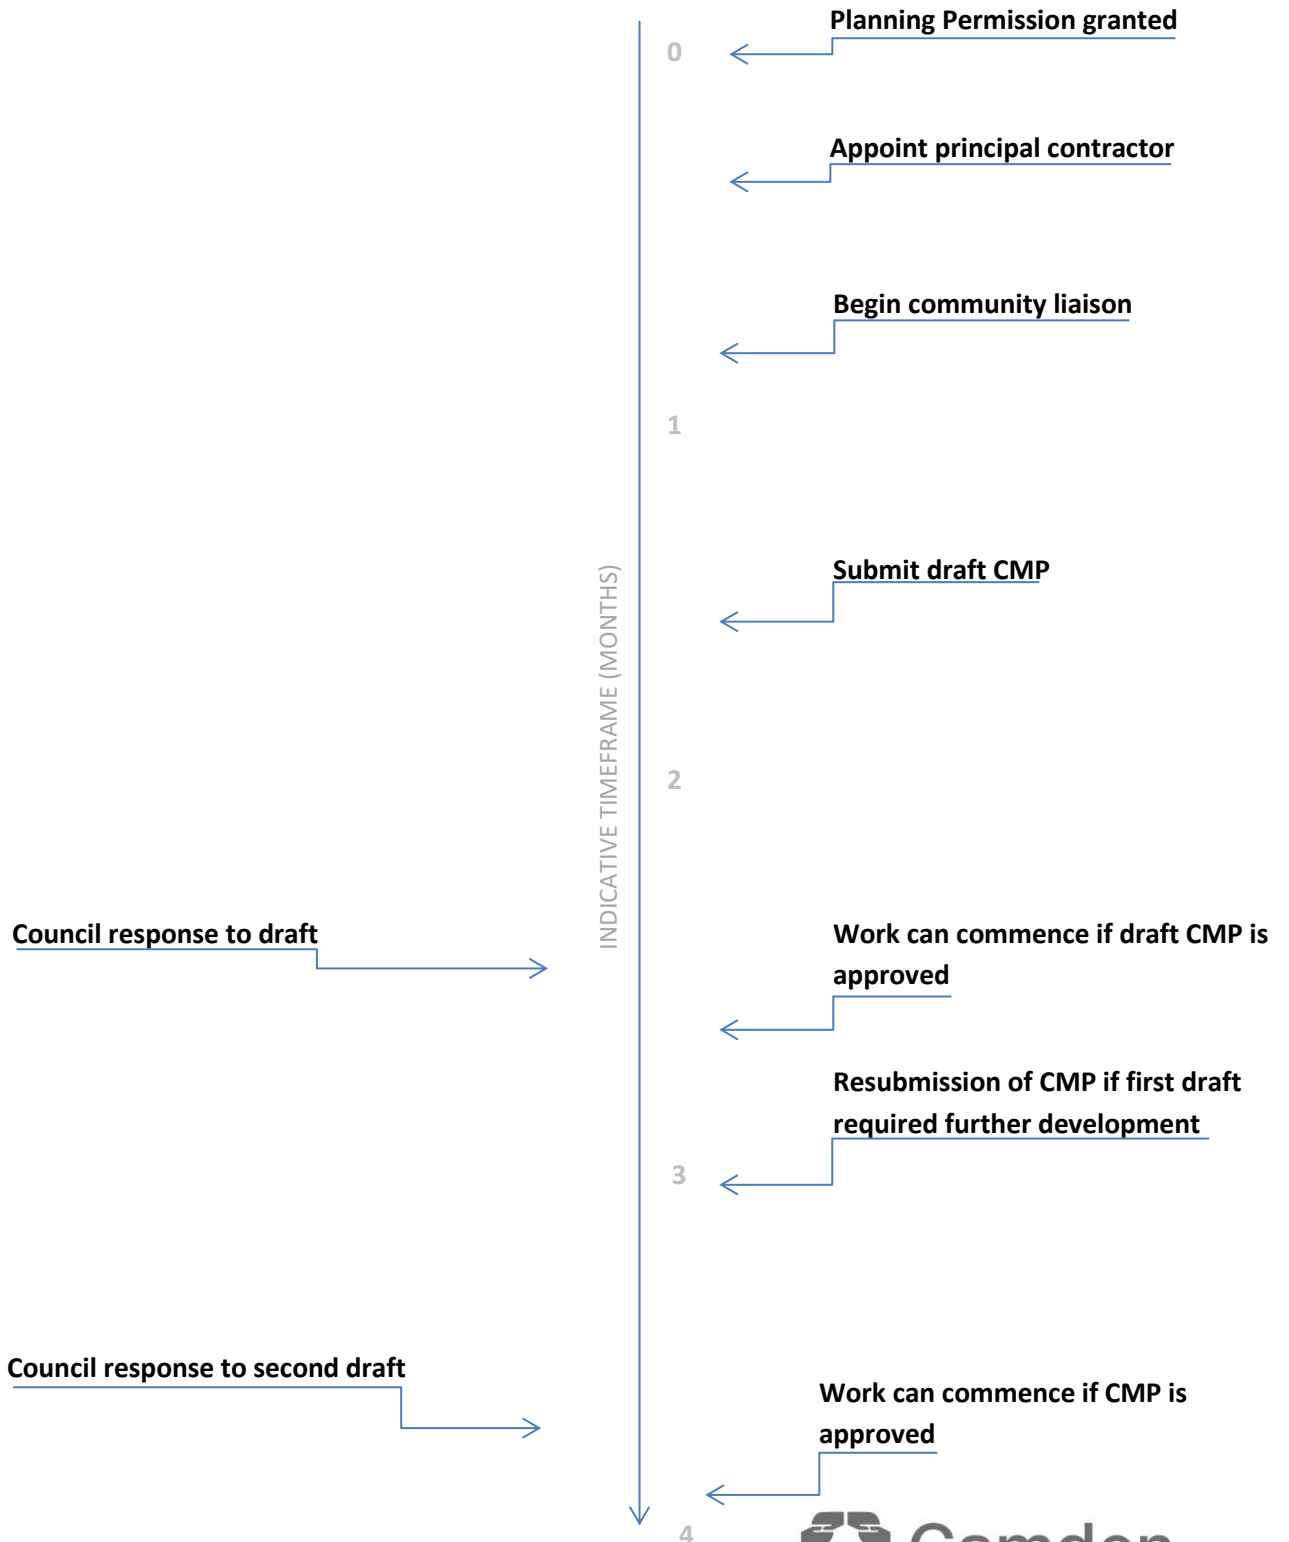 Planning Permission granted
0
Appoint principal contractor
Begin community liaison
1
Submit draft CMP
INDICATIVE TIMEFRAME (MONTHS)
2
Council response to draft
Work can commence if draft CMP is
approved
Resubmission of CMP if first draft
required further development
3
Council response to second draft
Work can commence if CMP is
approved
4
Camden